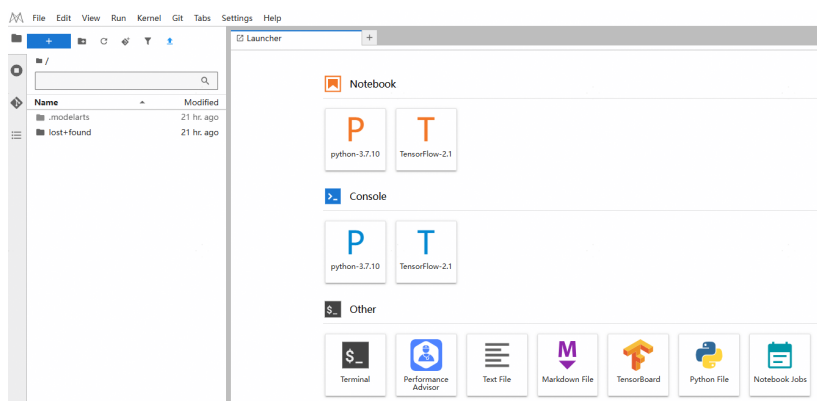 File Edit View Run Kernel Git Tabs Settings Help
Launcher
/
Name Modified
.modelarts 21 hr. ago
lost+found 21 hr. ago
Notebook
P T
python-3.7.10 TensorFlow-2.1
Console
P T
python-3.7.10 TensorFlow-2.1
$_ Other
$_ M
Terminal Performance Advisor Text File Markdown File TensorBoard Python File Notebook Jobs